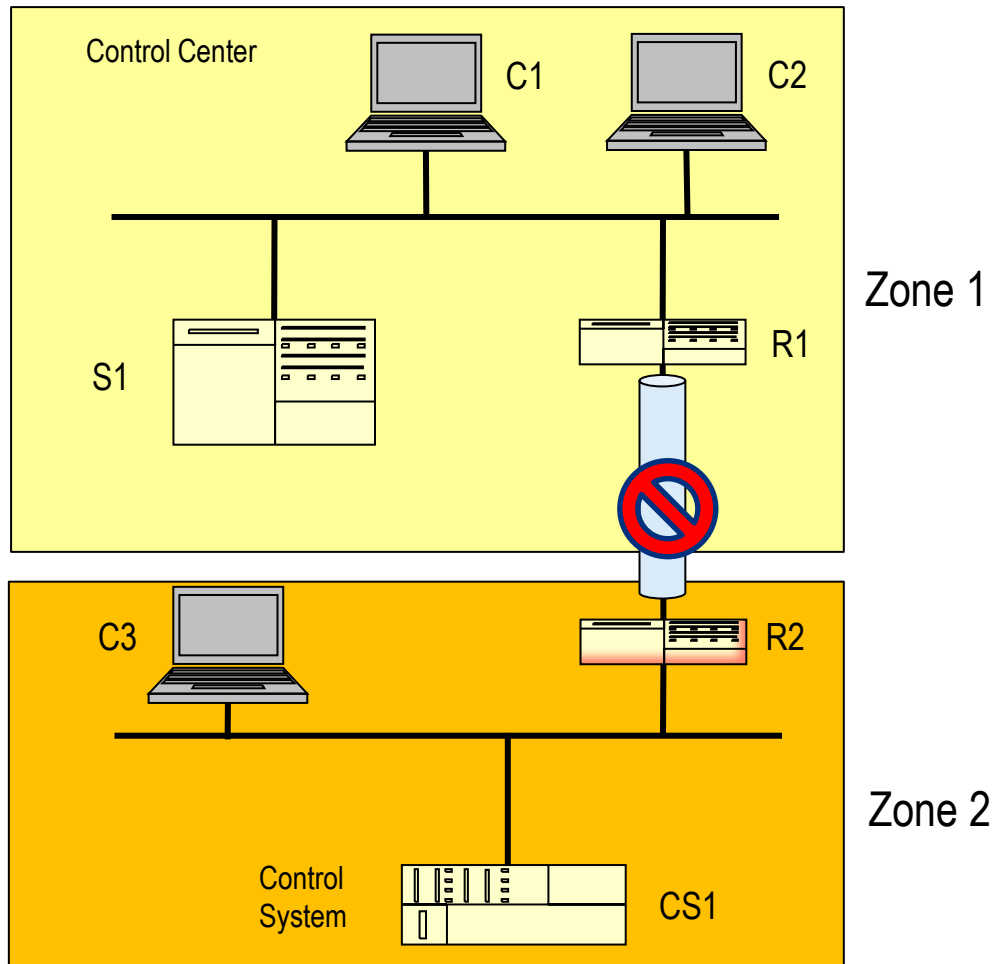 Control Center
C1
C2
Zone 1
S1
R1
C3
R2
Zone 2
Control
System
CS1